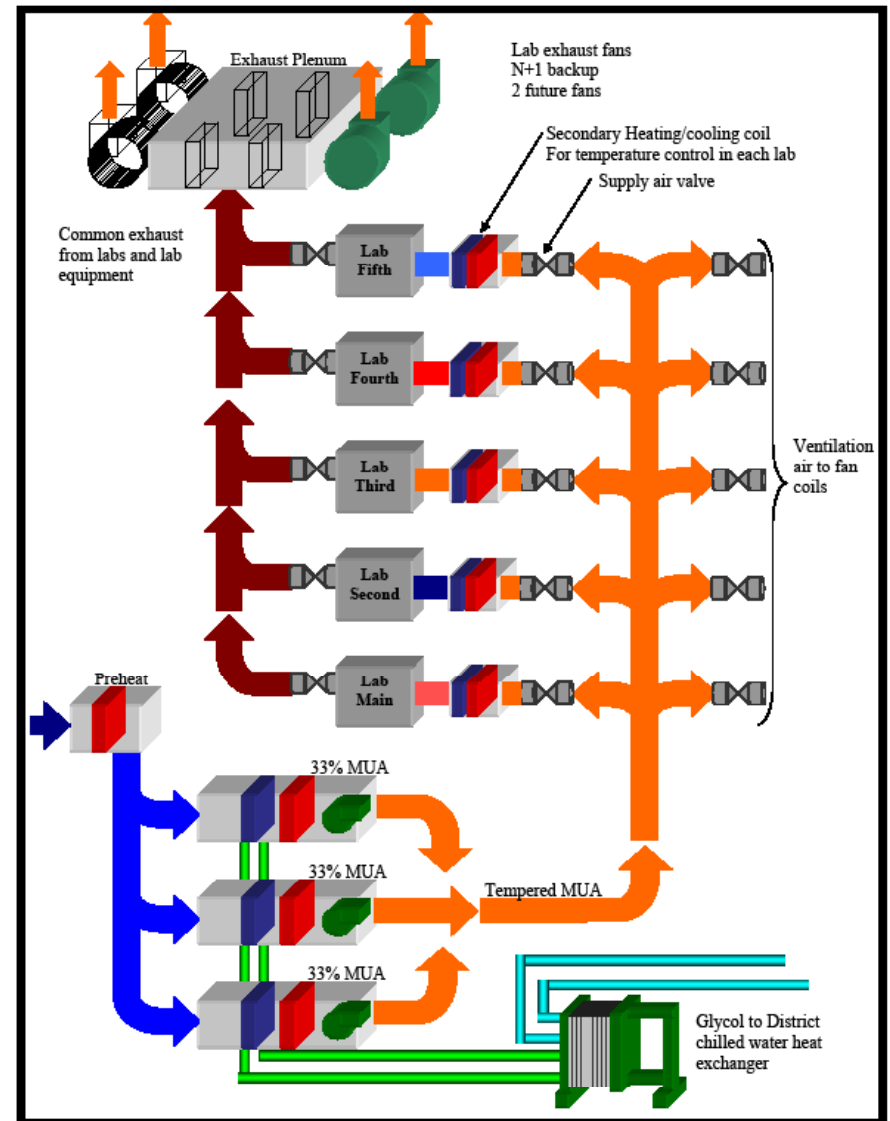 Exhaust Plenum
Lab exhaust fans
N+1 backup
2 future fans
Secondary Heating/cooling coil
For temperature control in each lab
Supply air valve
Common exhaust
from labs and lab
equipment
Lab
Fifth
Lab
Fourth
Lab
Third
Lab
Second
Lab
Main
Ventilation
air to fan
coils
Preheat
33% MUA
33% MUA
33% MUA
Tempered MUA
Glycol to District
chilled water heat
exchanger